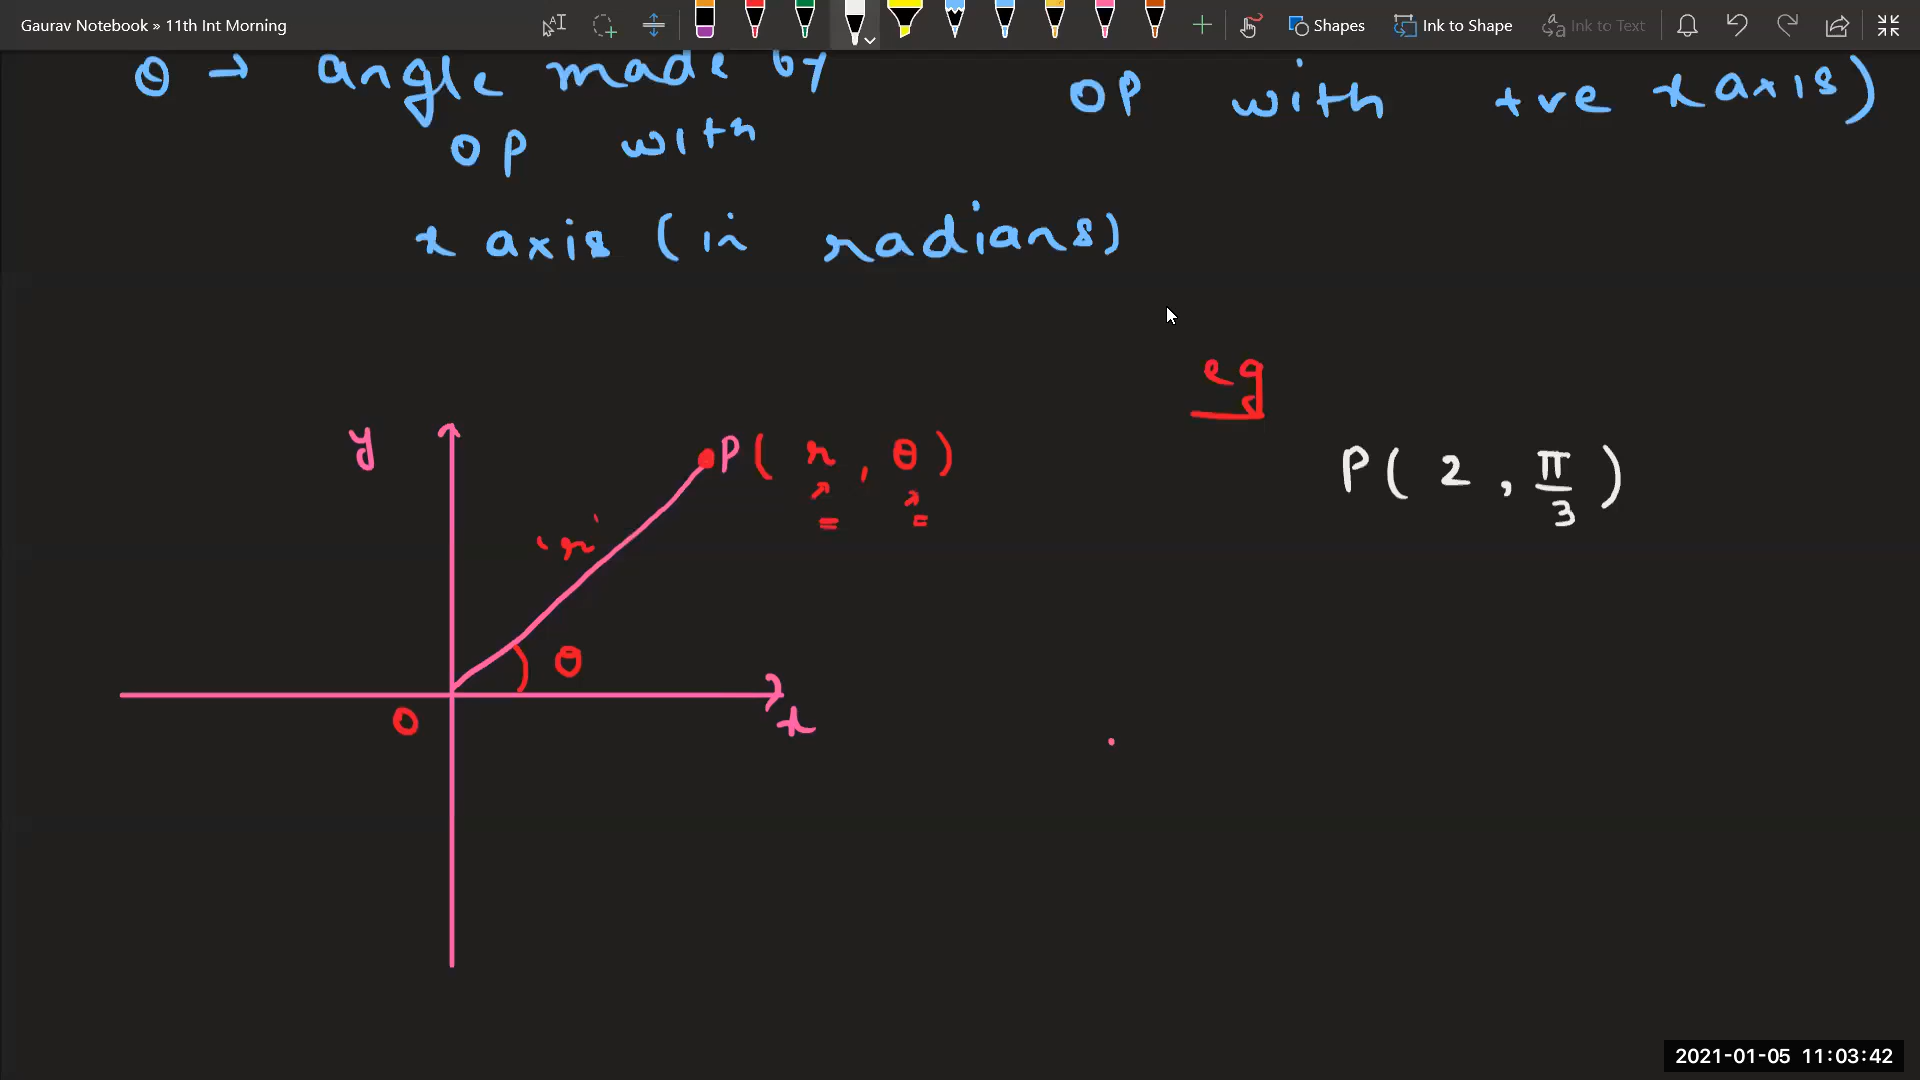 Gaurav Notebook » 11th Int Morning
Shapes
Ink to Shape
Ink to Text
θ → angle made by
OP with
x axis (in radians)
OP with +ve x axis)
eg
y
P( r , θ )
P( 2 , π/3 )
'r'
θ
O
x
2021-01-05 11:03:42